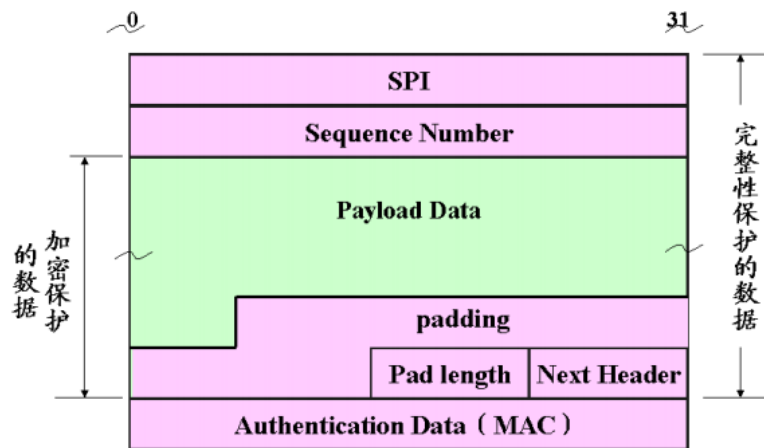 0 31
SPI
Sequence Number
Payload Data
padding
Pad length Next Header
Authentication Data（MAC）
加密保护
的数据
完整性保护的数据